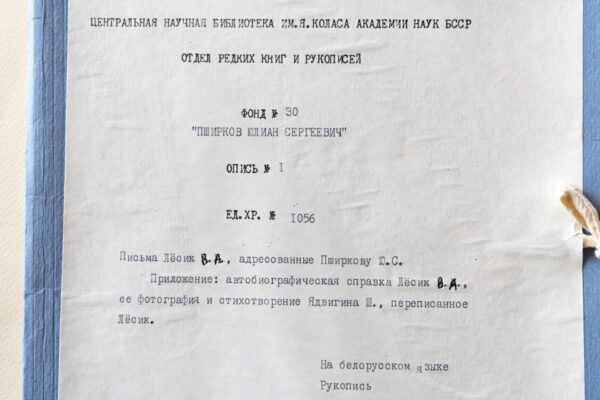 ЦЕНТРАЛЬНАЯ НАУЧНАЯ БИБЛИОТЕКА ИМ.Я.КОЛАСА АКАДЕМИИ НАУК БССР
ОТДЕЛ РЕДКИХ КНИГ И РУКОПИСЕЙ
ФОНД № 30
"ПШИРКОВ ЮЛИАН СЕРГЕЕВИЧ"
ОПИСЬ № I
ЕД.ХР. № I056
Письма Лёсик В.А., адресованные Пширкову Ю.С.
Приложение: автобиографическая справка Лёсик В.А.,
ее фотография и стихотворение Ядвигина Ш., переписанное
Лёсик.
На белорусском языке
Рукопись